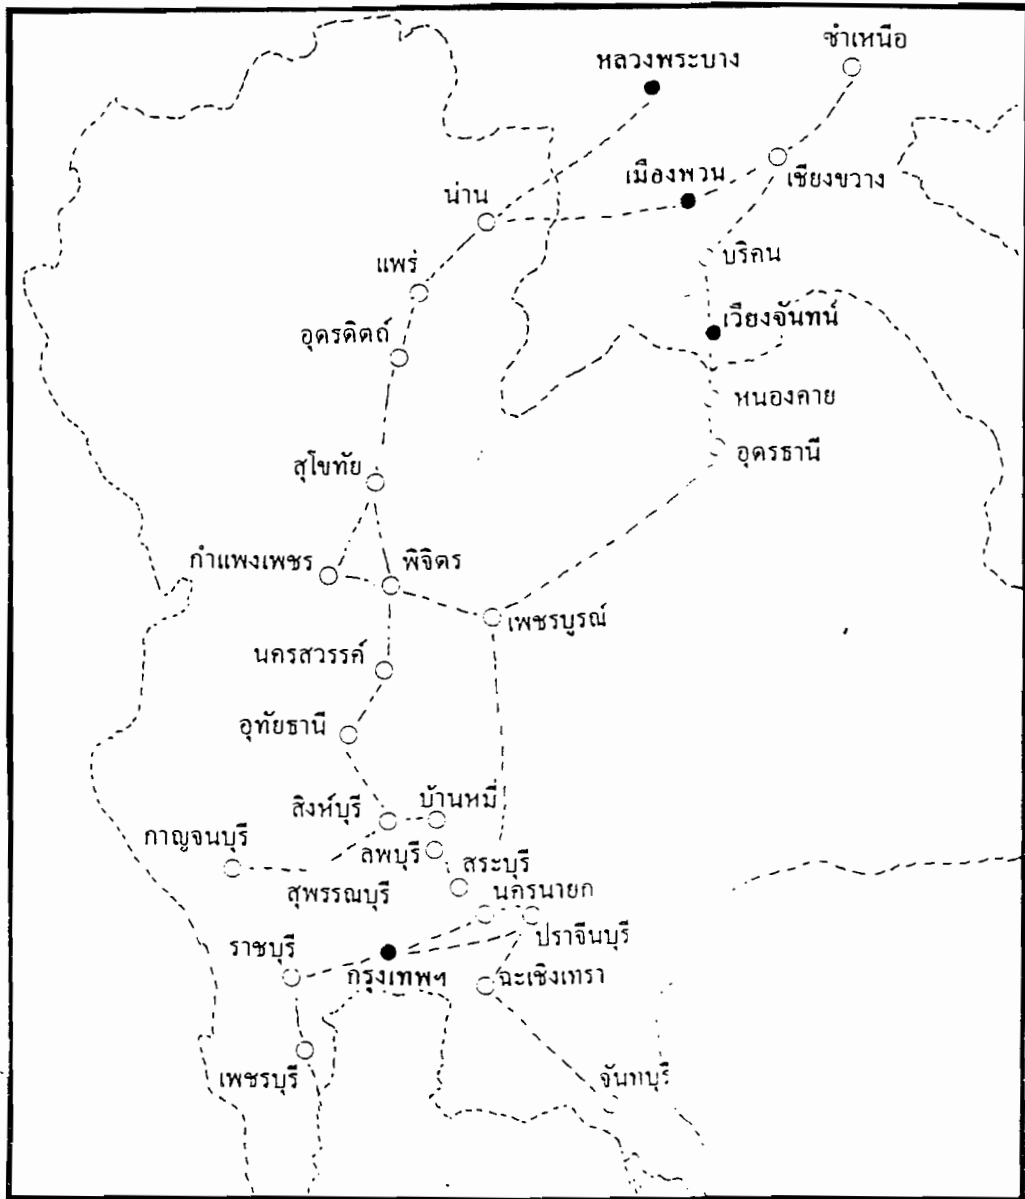 ซำเหนือ
หลวงพระบาง
เมืองพวน
เชียงขวาง
น่าน
บริคน
แพร่
เวียงจันทน์
อุตรดิตถ์
หนองคาย
อุดรธานี
สุโขทัย
กำแพงเพชร
พิจิตร
เพชรบูรณ์
นครสวรรค์
อุทัยธานี
สิงห์บุรี
บ้านหมี่
กาญจนบุรี
ลพบุรี
สระบุรี
สุพรรณบุรี
นครนายก
ปราจีนบุรี
ราชบุรี
กรุงเทพฯ
ฉะเชิงเทรา
เพชรบุรี
จันทบุรี